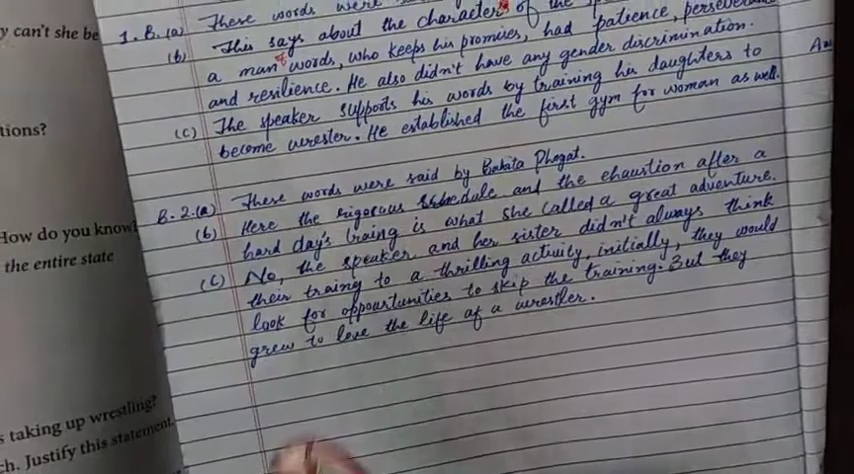 y can't she be
tions?
How do you know
the entire state
s taking up wrestling?
ch. Justify this statement.
1. B. (a) These words were
(b) This says about the character of the
a man of words, who keeps his promises, had patience,
and resilience. He also didn't have any gender discrimination.
(c) The speaker supports his words by training his daughters to
become wrester. He established the first gym for woman as well.
B. 2. (a) These words were said by Babita Phogat.
(b) Here the rigorous schedule and the exhaustion after a
hard day's traing is what she called a great adventure.
(c) No, the speaker and her sister didn't always think
their traing to a thrilling activity, initially, they would
look for oppourtunities to skip the training. But they
grew to love the life of a wrestler.